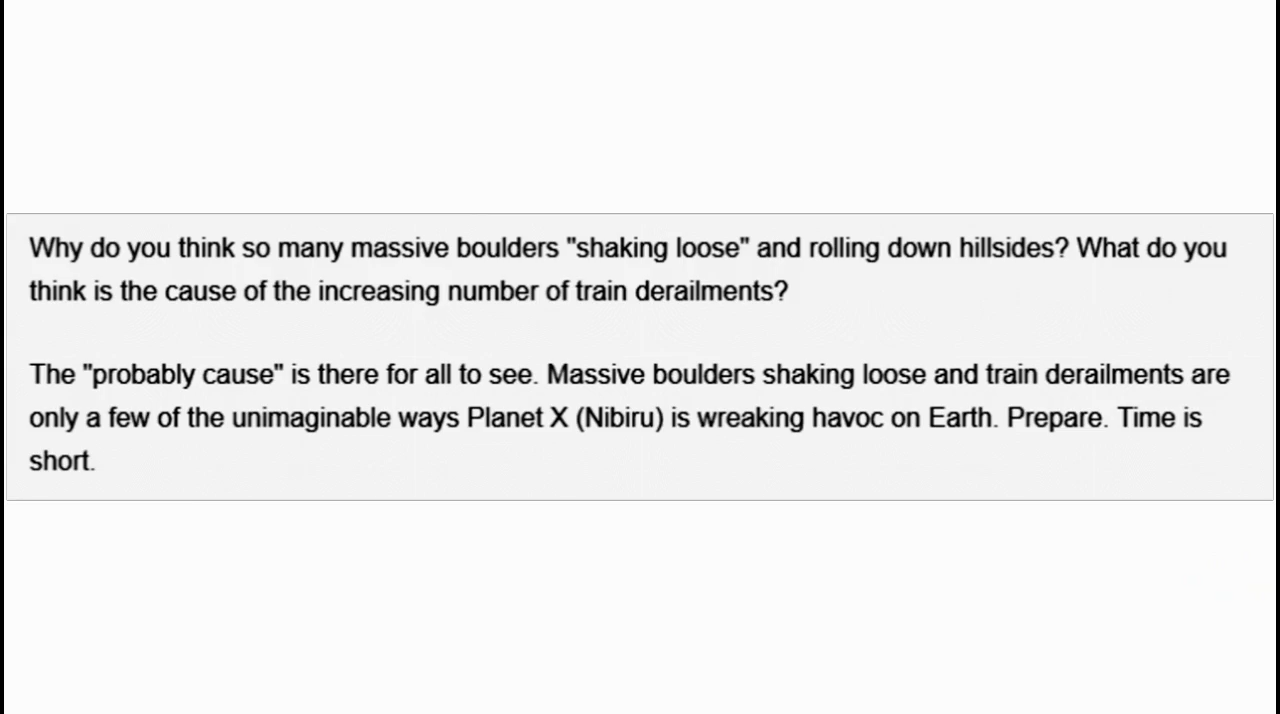 Why do you think so many massive boulders "shaking loose" and rolling down hillsides? What do you
think is the cause of the increasing number of train derailments?
The "probably cause" is there for all to see. Massive boulders shaking loose and train derailments are
only a few of the unimaginable ways Planet X (Nibiru) is wreaking havoc on Earth. Prepare. Time is
short.